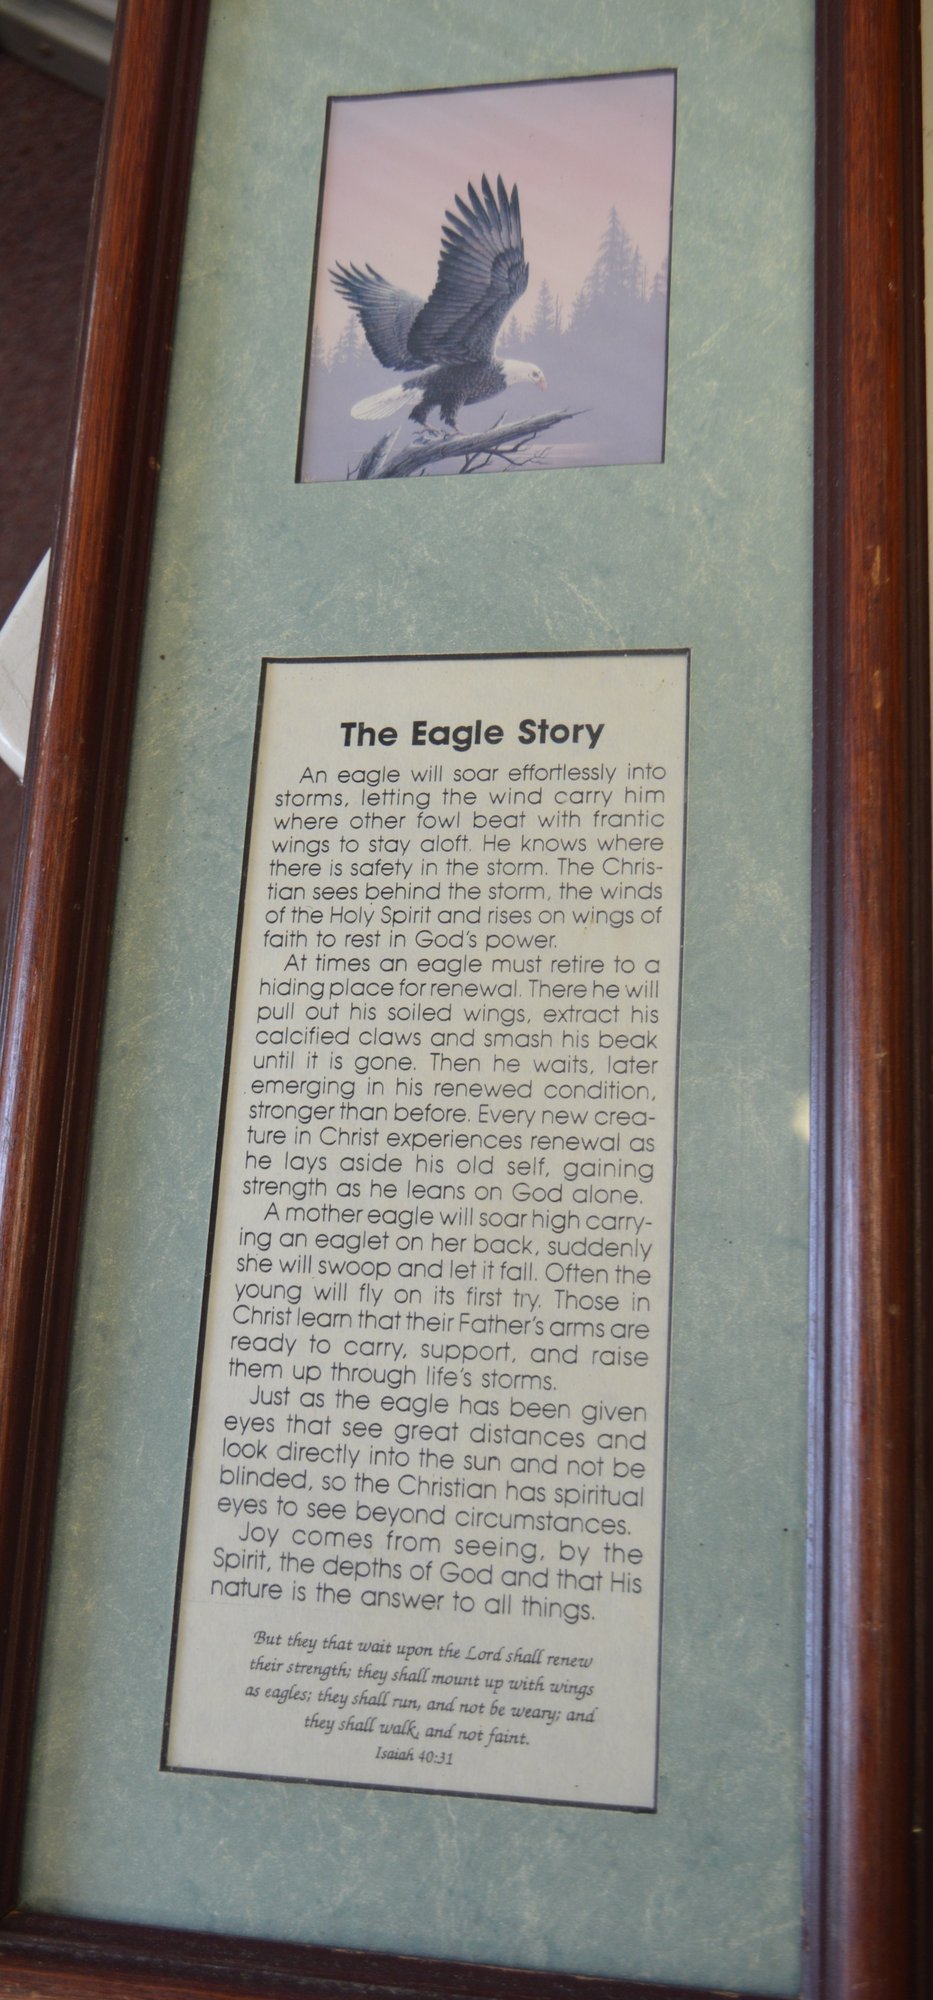 The Eagle Story
An eagle will soar effortlessly into
storms, letting the wind carry him
where other fowl beat with frantic
wings to stay aloft. He knows where
there is safety in the storm. The Chris-
tian sees behind the storm, the winds
of the Holy Spirit and rises on wings of
faith to rest in God's power.
At times an eagle must retire to a
hiding place for renewal. There he will
pull out his soiled wings, extract his
calcified claws and smash his beak
until it is gone. Then he waits, later
emerging in his renewed condition,
stronger than before. Every new crea-
ture in Christ experiences renewal as
he lays aside his old self, gaining
strength as he leans on God alone.
A mother eagle will soar high carry-
ing an eaglet on her back, suddenly
she will swoop and let it fall. Often the
young will fly on its first try. Those in
Christ learn that their Father's arms are
ready to carry, support, and raise
them up through life's storms.
Just as the eagle has been given
eyes that see great distances and
look directly into the sun and not be
blinded, so the Christian has spiritual
eyes to see beyond circumstances.
Joy comes from seeing, by the
Spirit, the depths of God and that His
nature is the answer to all things.
But they that wait upon the Lord shall renew
their strength; they shall mount up with wings
as eagles; they shall run, and not be weary; and
they shall walk, and not faint.
Isaiah 40:31